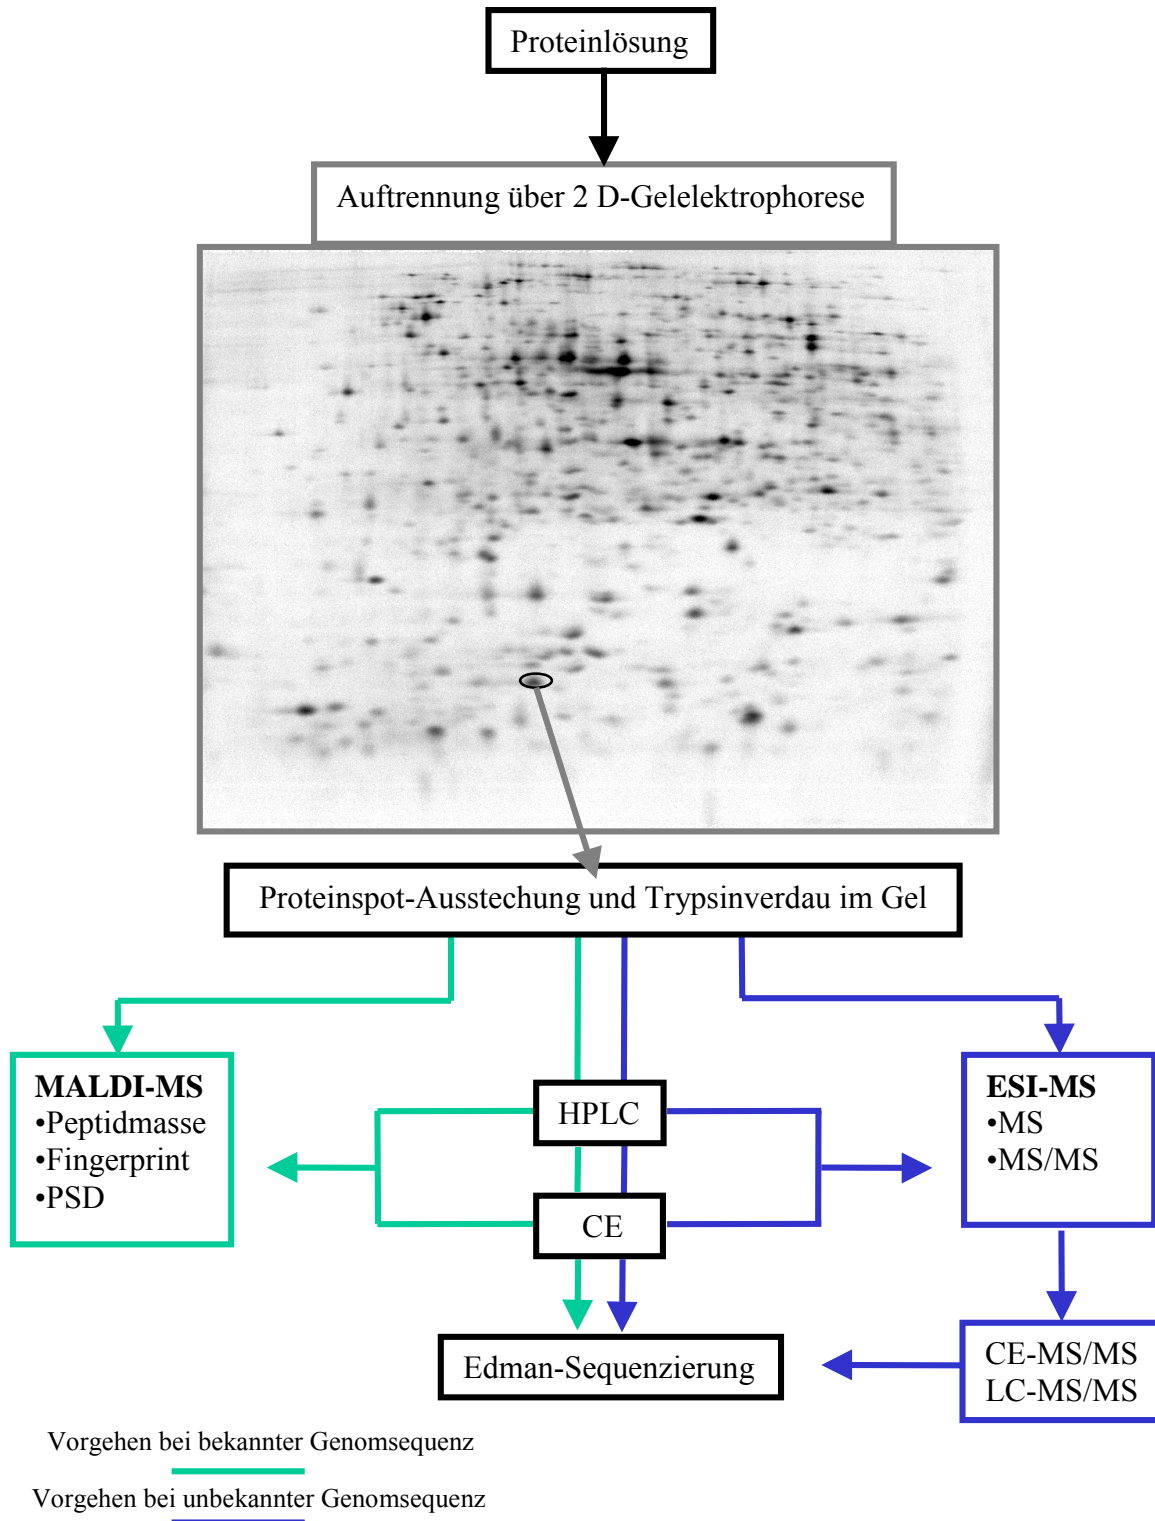 Proteinlösung
Auftrennung über 2 D-Gelelektrophorese
Proteinspot-Ausstechung und Trypsinverdau im Gel
MALDI-MS
•Peptidmasse
•Fingerprint
•PSD
HPLC
CE
ESI-MS
•MS
•MS/MS
Edman-Sequenzierung
CE-MS/MS
LC-MS/MS
Vorgehen bei bekannter Genomsequenz
Vorgehen bei unbekannter Genomsequenz